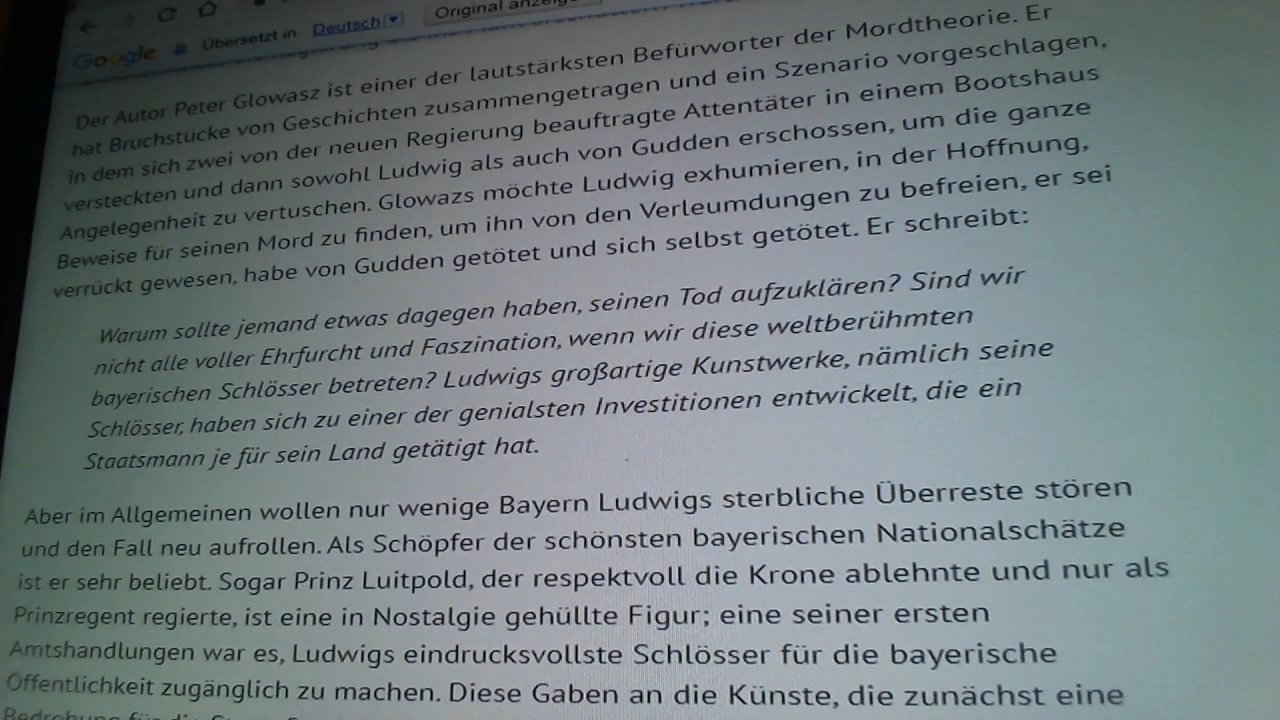 Google Übersetzt in Deutsch Original anzeigen
Der Autor Peter Glowasz ist einer der lautstärksten Befürworter der Mordtheorie. Er
hat Bruchstücke von Geschichten zusammengetragen und ein Szenario vorgeschlagen,
in dem sich zwei von der neuen Regierung beauftragte Attentäter in einem Bootshaus
versteckten und dann sowohl Ludwig als auch von Gudden erschossen, um die ganze
Angelegenheit zu vertuschen. Glowazs möchte Ludwig exhumieren, in der Hoffnung,
Beweise für seinen Mord zu finden, um ihn von den Verleumdungen zu befreien, er sei
verrückt gewesen, habe von Gudden getötet und sich selbst getötet. Er schreibt:
Warum sollte jemand etwas dagegen haben, seinen Tod aufzuklären? Sind wir
nicht alle voller Ehrfurcht und Faszination, wenn wir diese weltberühmten
bayerischen Schlösser betreten? Ludwigs großartige Kunstwerke, nämlich seine
Schlösser, haben sich zu einer der genialsten Investitionen entwickelt, die ein
Staatsmann je für sein Land getätigt hat.
Aber im Allgemeinen wollen nur wenige Bayern Ludwigs sterbliche Überreste stören
und den Fall neu aufrollen. Als Schöpfer der schönsten bayerischen Nationalschätze
ist er sehr beliebt. Sogar Prinz Luitpold, der respektvoll die Krone ablehnte und nur als
Prinzregent regierte, ist eine in Nostalgie gehüllte Figur; eine seiner ersten
Amtshandlungen war es, Ludwigs eindrucksvollste Schlösser für die bayerische
Öffentlichkeit zugänglich zu machen. Diese Gaben an die Künste, die zunächst eine